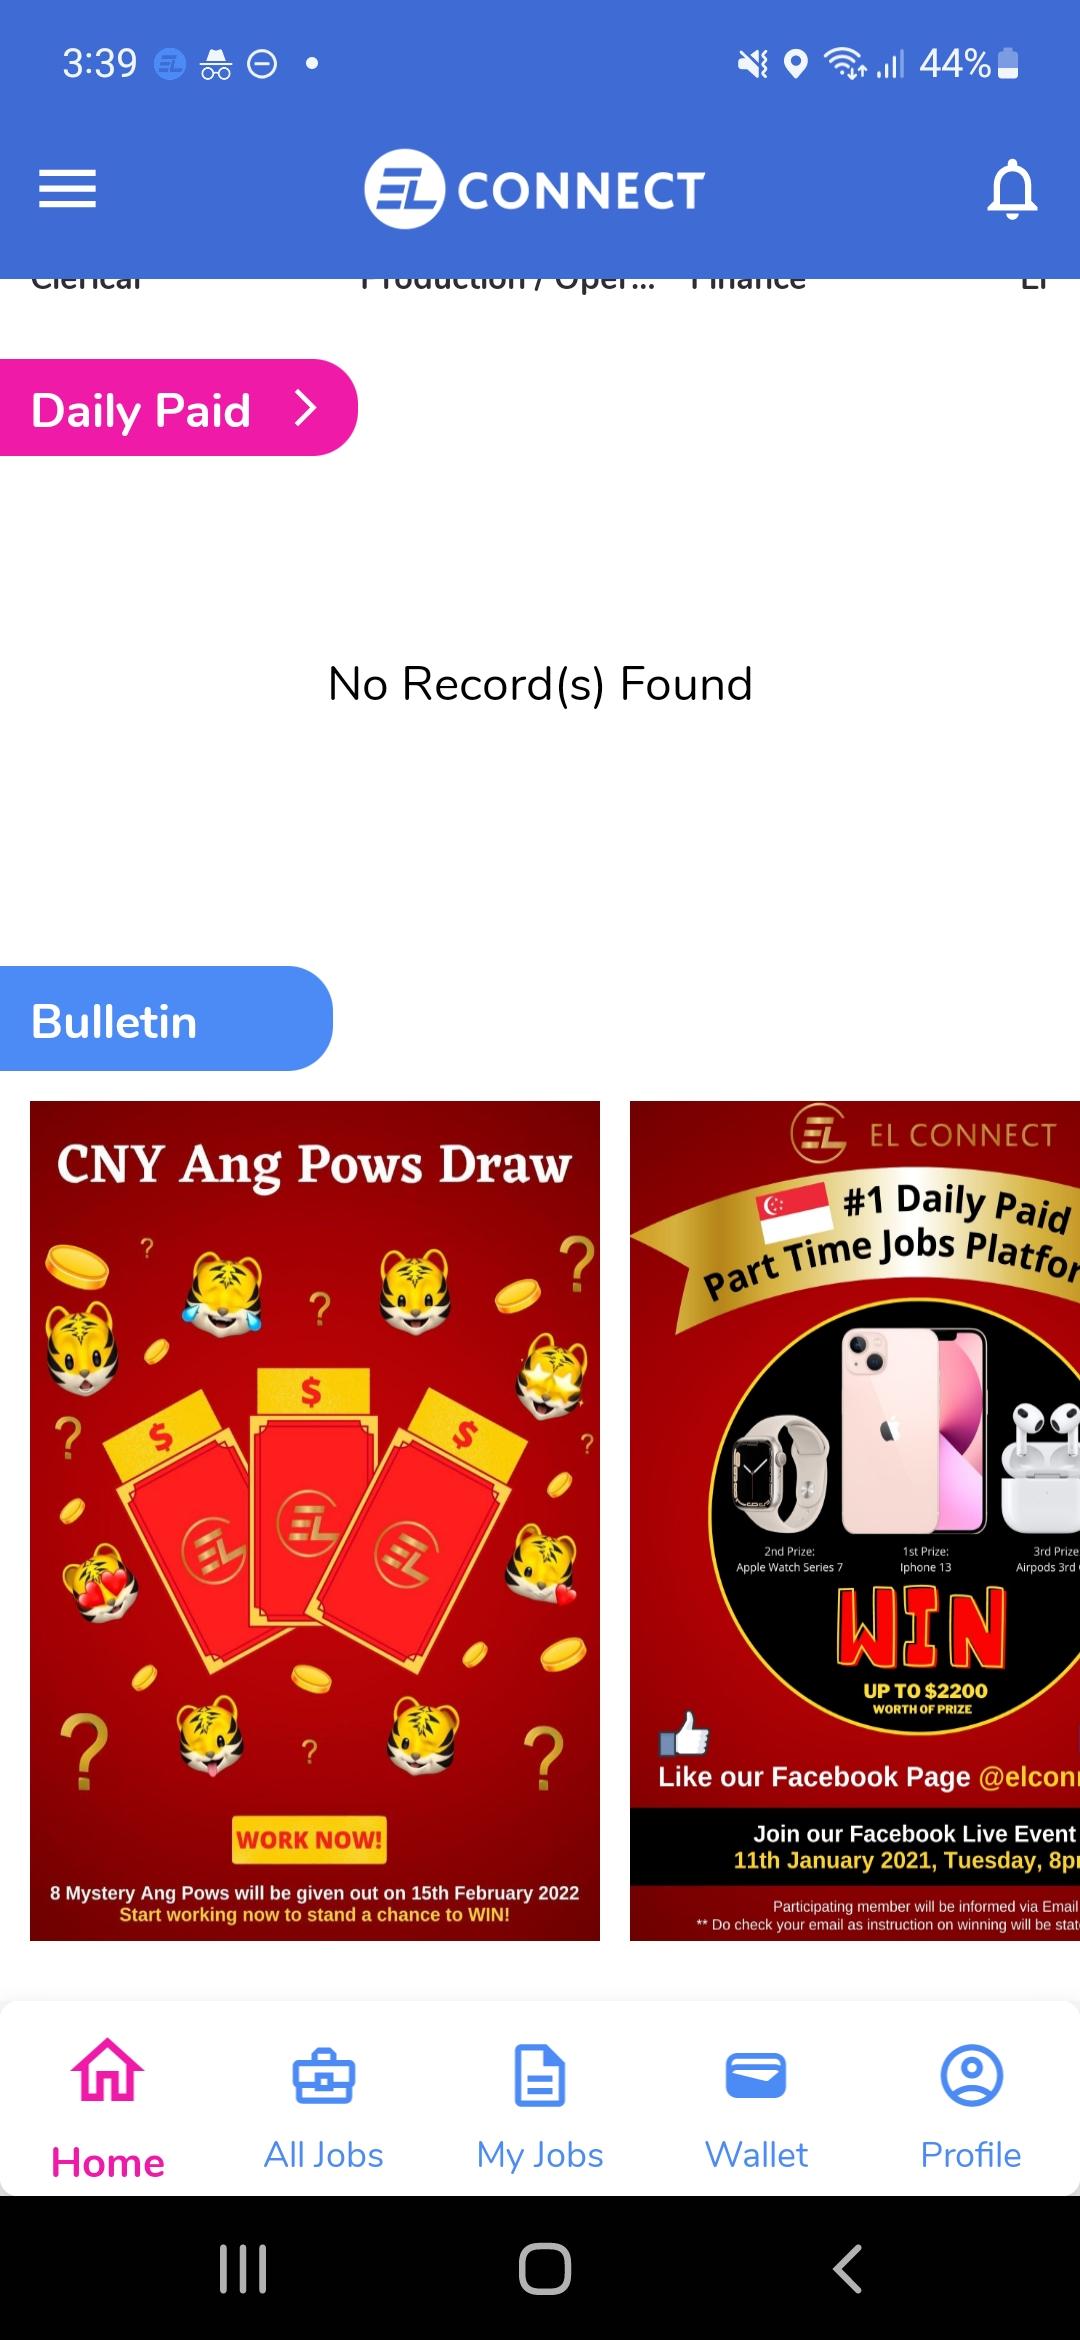 3:39
44%
EL CONNECT
Clerical Production / Oper... Finance
Daily Paid
No Record(s) Found
Bulletin
CNY Ang Pows Draw
$
$ $
EL EL EL
WORK NOW!
8 Mystery Ang Pows will be given out on 15th February 2022
Start working now to stand a chance to WIN!
EL EL CONNECT
#1 Daily Paid
Part Time Jobs
2nd Prize: 1st Prize: 3rd Prize
Apple Watch Series 7 Iphone 13 Airpods 3rd
WIN
UP TO $2200
WORTH OF PRIZE
Like our Facebook Page
Join our Facebook Live Event
11th January 2021, Tuesday,
Participating member will be informed via Email
** Do check your email as instruction on winning will be
Home All Jobs My Jobs Wallet Profile